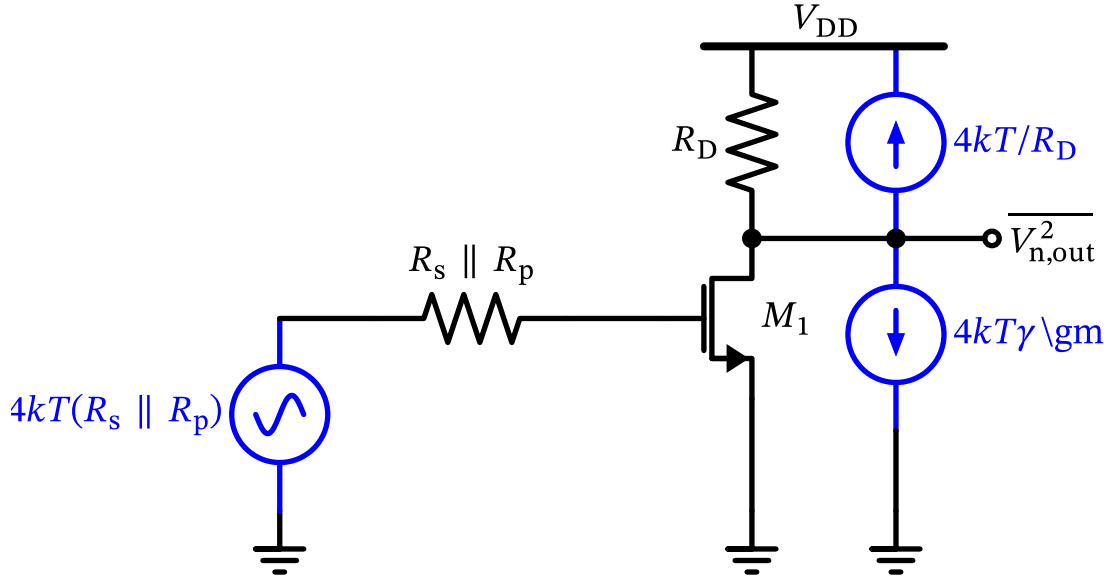 V_DD
R_D
4kT/R_D
R_s ∥ R_p
V²_n,out
M_1
4kTγ\gm
4kT(R_s ∥ R_p)